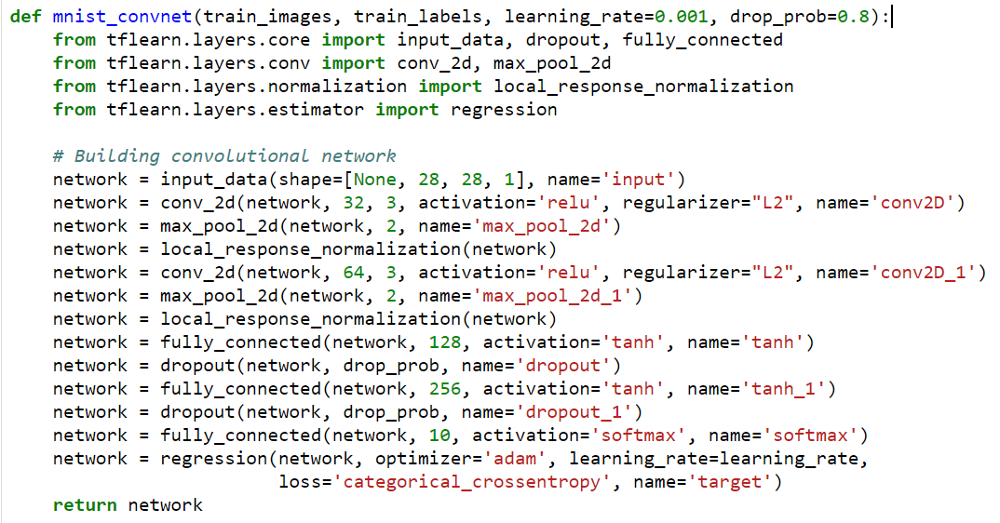 def mnist_convnet(train_images, train_labels, learning_rate=0.001, drop_prob=0.8):
    from tflearn.layers.core import input_data, dropout, fully_connected
    from tflearn.layers.conv import conv_2d, max_pool_2d
    from tflearn.layers.normalization import local_response_normalization
    from tflearn.layers.estimator import regression

    # Building convolutional network
    network = input_data(shape=[None, 28, 28, 1], name='input')
    network = conv_2d(network, 32, 3, activation='relu', regularizer="L2", name='conv2D')
    network = max_pool_2d(network, 2, name='max_pool_2d')
    network = local_response_normalization(network)
    network = conv_2d(network, 64, 3, activation='relu', regularizer="L2", name='conv2D_1')
    network = max_pool_2d(network, 2, name='max_pool_2d_1')
    network = local_response_normalization(network)
    network = fully_connected(network, 128, activation='tanh', name='tanh')
    network = dropout(network, drop_prob, name='dropout')
    network = fully_connected(network, 256, activation='tanh', name='tanh_1')
    network = dropout(network, drop_prob, name='dropout_1')
    network = fully_connected(network, 10, activation='softmax', name='softmax')
    network = regression(network, optimizer='adam', learning_rate=learning_rate,
                         loss='categorical_crossentropy', name='target')
    return network